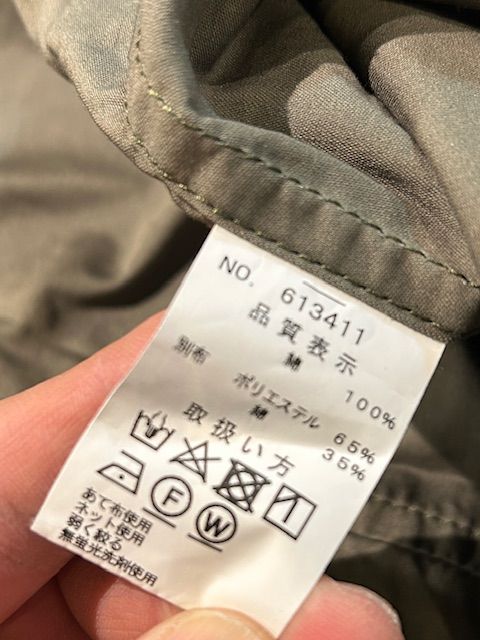 NO. 613411
品質表示
綿 100%
別布 ポリエステル 65%
綿 35%
取扱い方
F W
あて布使用
ネット使用
弱く絞る
無蛍光洗剤使用